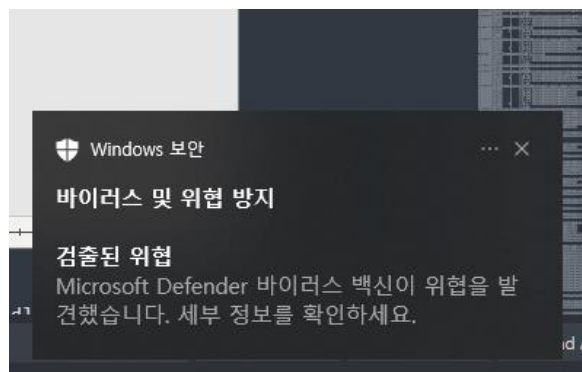 Windows 보안
바이러스 및 위협 방지
검출된 위협
Microsoft Defender 바이러스 백신이 위협을 발
견했습니다. 세부 정보를 확인하세요.